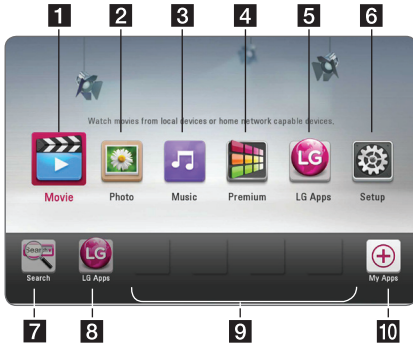 1 2 3 4 5 6
Watch movies from local devices or home network capable devices.
LG
Movie Photo Music Premium LG Apps Setup
Search LG
Search LG Apps My Apps
7 8 9 10